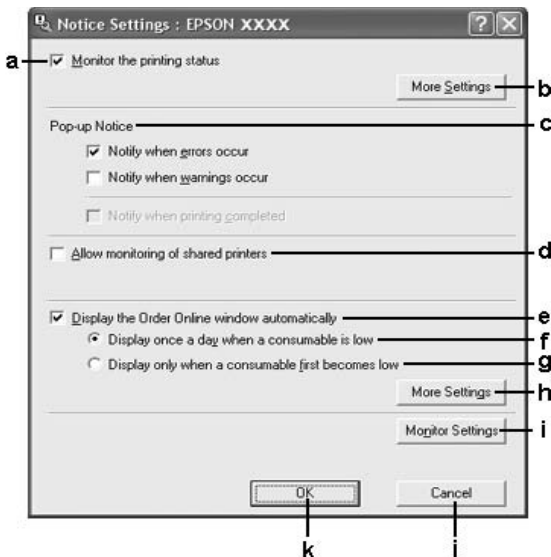 Notice Settings : EPSON XXXX
a Monitor the printing status
More Settings b
Pop-up Notice c
Notify when errors occur
Notify when warnings occur
Notify when printing completed
Allow monitoring of shared printers d
Display the Order Online window automatically e
Display once a day when a consumable is low f
Display only when a consumable first becomes low g
More Settings h
Monitor Settings i
OK Cancel
k j